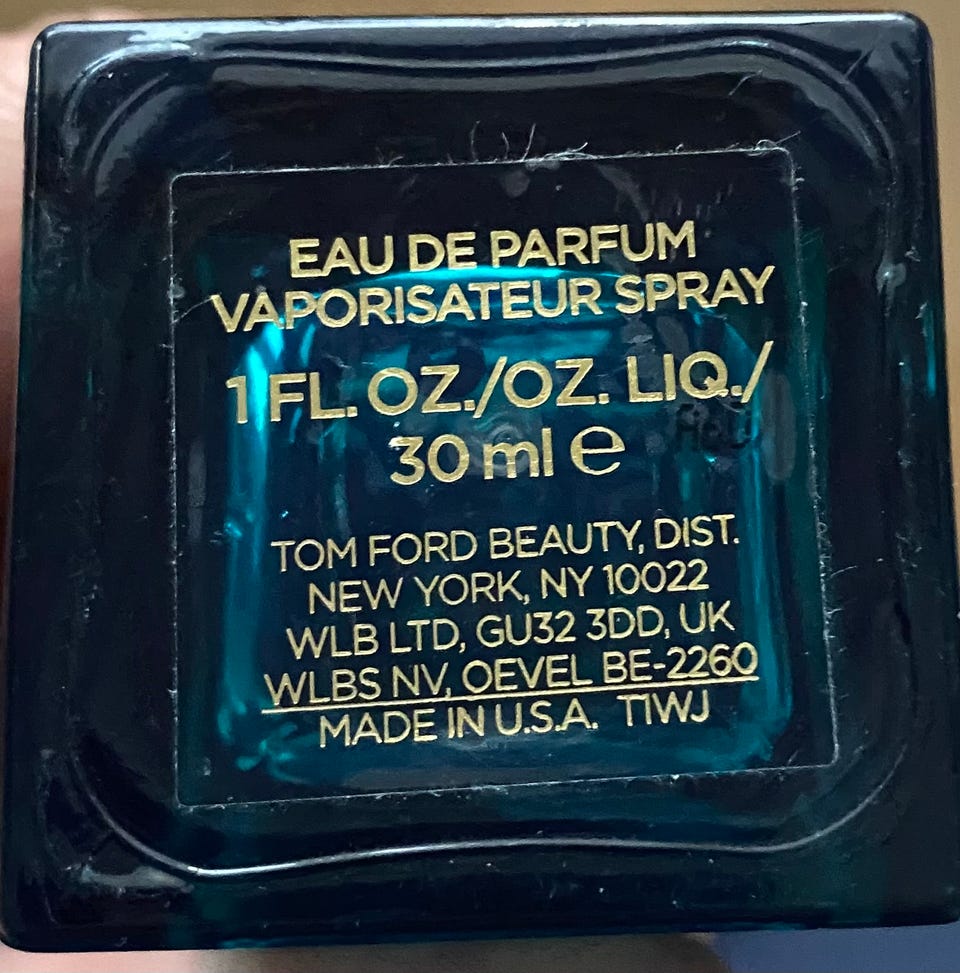 EAU DE PARFUM
VAPORISATEUR SPRAY
1 FL. OZ./OZ. LIQ./
30 ml ℮
TOM FORD BEAUTY, DIST.
NEW YORK, NY 10022
WLB LTD, GU32 3DD, UK
WLBS NV, OEVEL BE-2260
MADE IN U.S.A. T1WJ